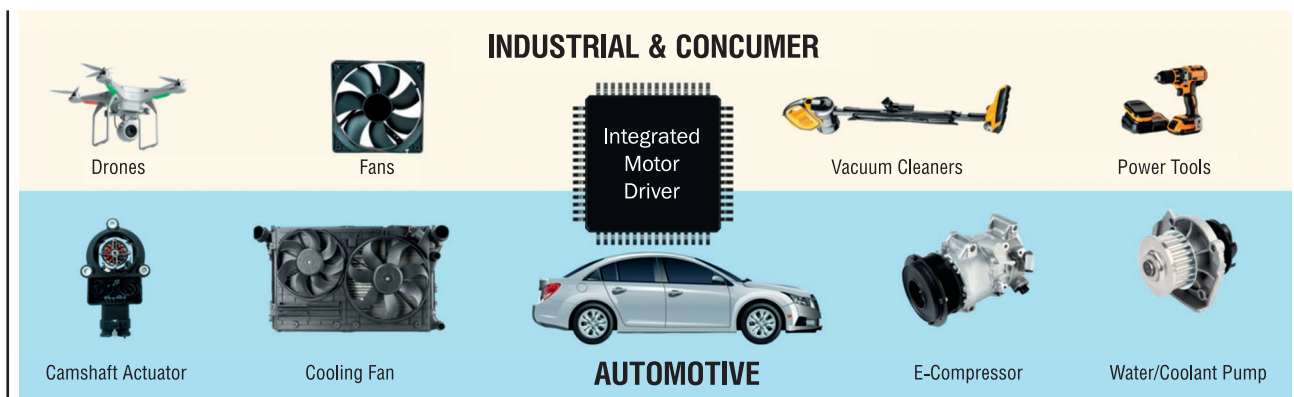 INDUSTRIAL & CONCUMER
Integrated
Motor
Driver
Drones
Fans
Vacuum Cleaners
Power Tools
Camshaft Actuator
Cooling Fan
AUTOMOTIVE
E-Compressor
Water/Coolant Pump